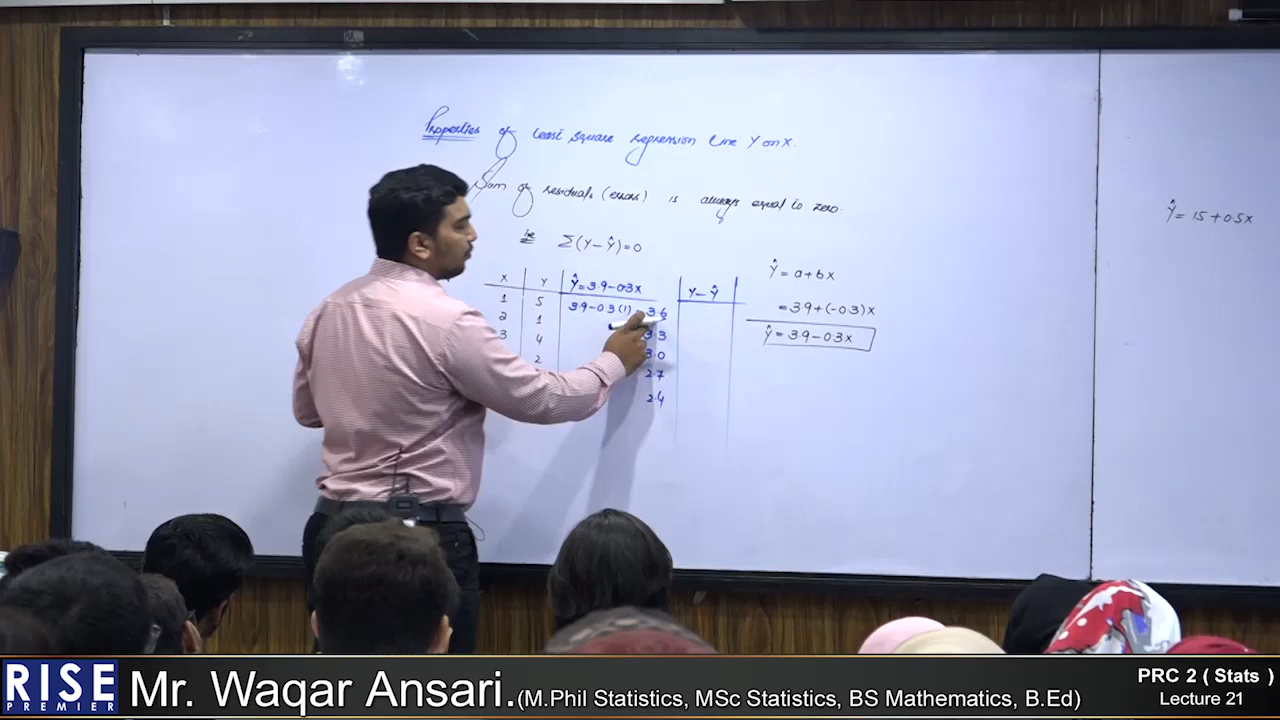 Properties of Least Square regression Line Y on X.
Sum of residuals (errors) is always equal to zero.
i.e Σ(Y-Ŷ)=0
X Y Ŷ=3.9-0.3X Y-Ŷ
1 5 3.9-0.3(1) 3.6
2 1 3.3
3 4 3.0
2 2.7
2.4
Ŷ = a+bX
=3.9+(-0.3)X
Ŷ = 3.9-0.3X
Ŷ= 15+0.5X
RISE
PREMIER
Mr. Waqar Ansari.(M.Phil Statistics, MSc Statistics, BS Mathematics, B.Ed)
PRC 2 ( Stats )
Lecture 21